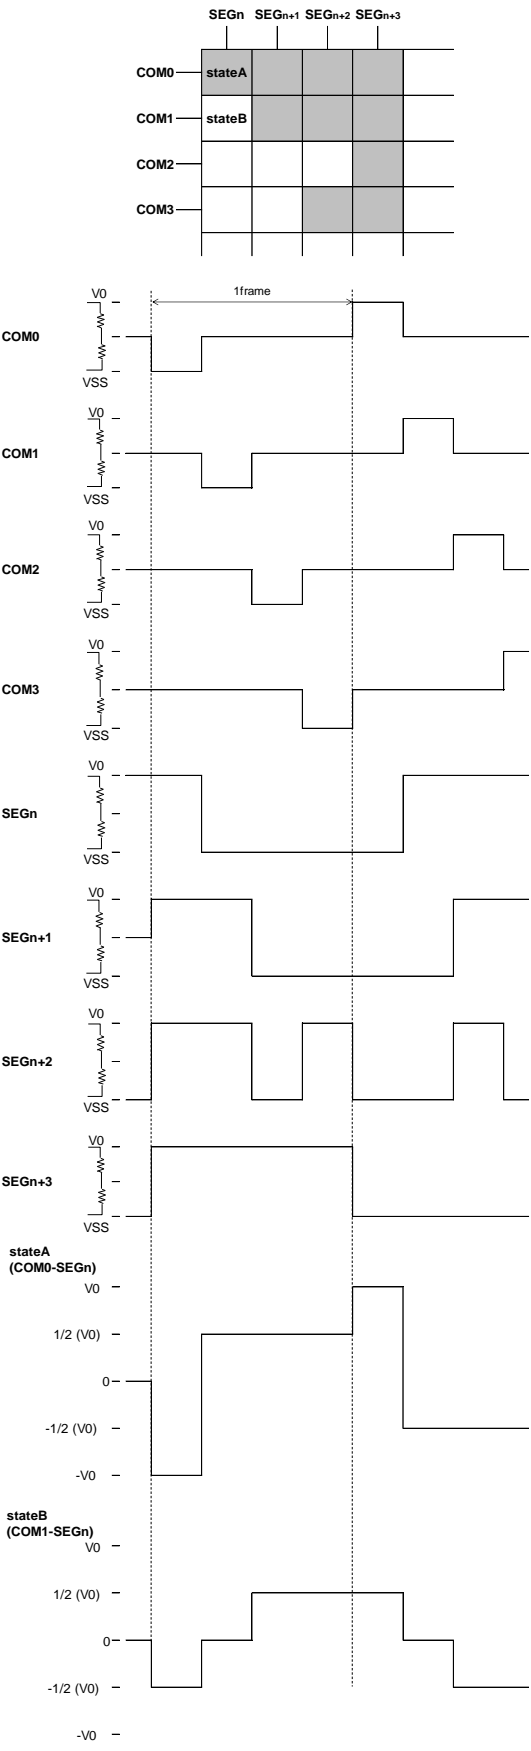 SEGn SEGn+1 SEGn+2 SEGn+3
COM0 stateA
COM1 stateB
COM2
COM3
1frame
V0
COM0
VSS
V0
COM1
VSS
V0
COM2
VSS
V0
COM3
VSS
V0
SEGn
VSS
V0
SEGn+1
VSS
V0
SEGn+2
VSS
V0
SEGn+3
VSS
stateA
(COM0-SEGn)
V0
1/2 (V0)
0
-1/2 (V0)
-V0
stateB
(COM1-SEGn)
V0
1/2 (V0)
0
-1/2 (V0)
-V0